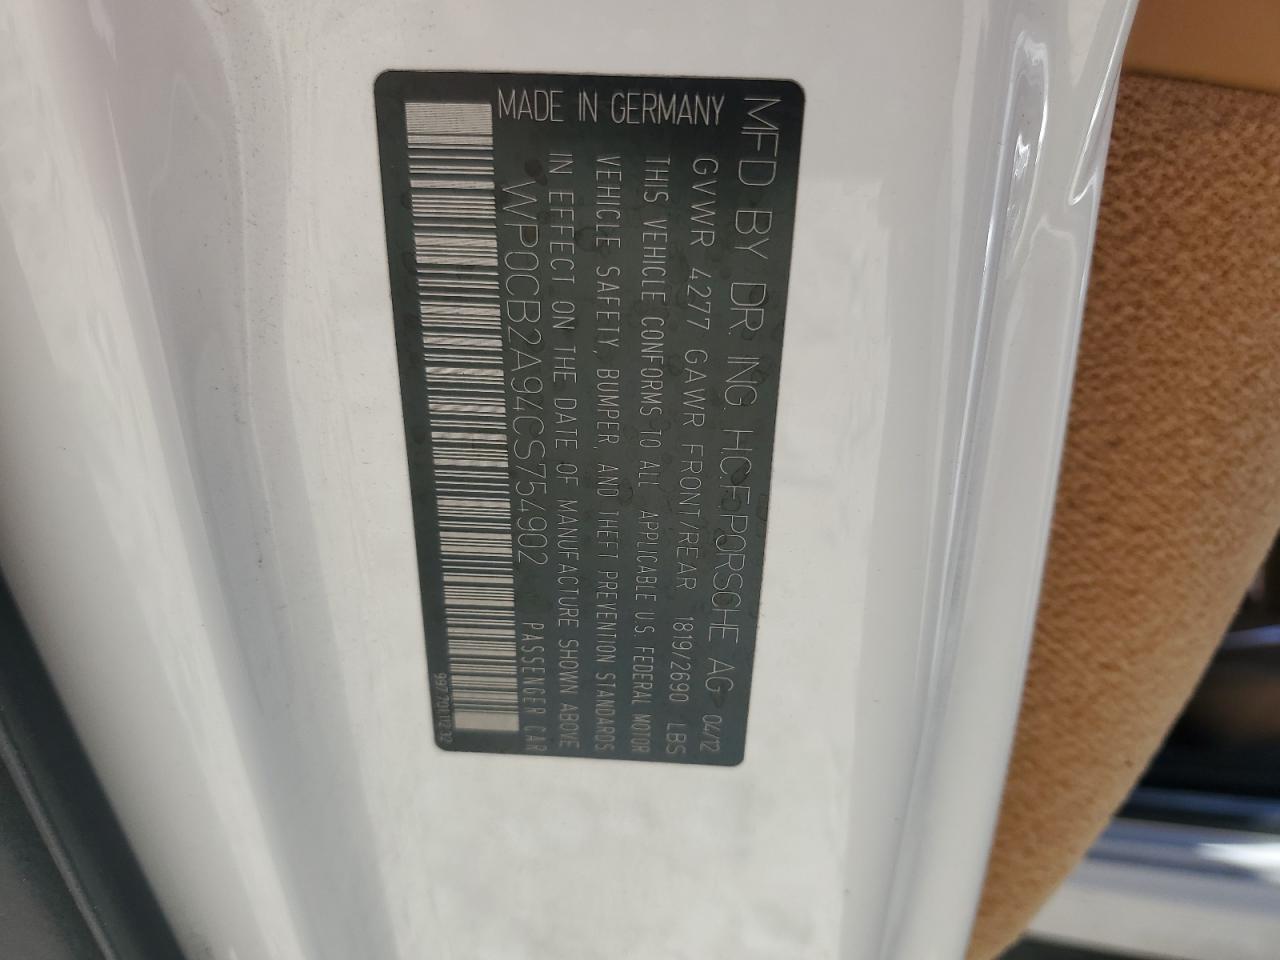 MFD BY DR. ING. H.C.F. PORSCHE AG 04/12
GVWR 4277 GAWR FRONT/REAR 1819/2690 LBS
THIS VEHICLE CONFORMS TO ALL APPLICABLE U.S. FEDERAL MOTOR
VEHICLE SAFETY, BUMPER, AND THEFT PREVENTION STANDARDS
IN EFFECT ON THE DATE OF MANUFACTURE SHOWN ABOVE
WP0CB2A94CS754902 PASSENGER CAR
MADE IN GERMANY